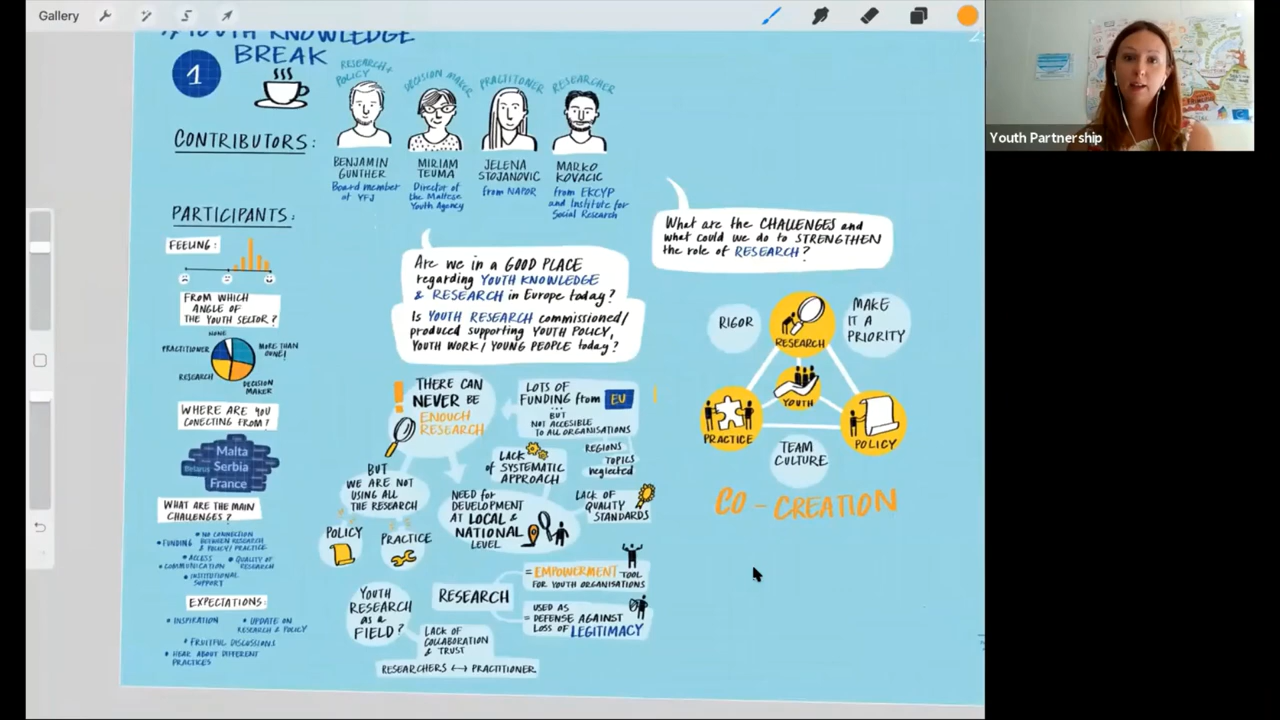 Gallery
# YOUTH KNOWLEDGE
BREAK
1
RESEARCH +
POLICY
DECISION MAKER
PRACTITIONER
RESEARCHER
CONTRIBUTORS:
BENJAMIN
GUNTHER
Board member
at YFJ
MIRIAM
TEUMA
Director of
the Maltese
Youth Agency
JELENA
STOJANOVIC
from NAPOR
MARKO
KOVACIC
from EKCYP
and Institute for
Social Research
PARTICIPANTS:
FEELING:
FROM WHICH
ANGLE OF
THE YOUTH SECTOR?
NONE
PRACTITIONER
MORE THAN
ONE!
RESEARCH
DECISION
MAKER
WHERE ARE YOU
CONECTING FROM?
Malta
Belarus Serbia
France
WHAT ARE THE MAIN
CHALLENGES?
• FUNDING
• NO CONNECTION
BETWEEN RESEARCH
& POLICY/PRACTICE
• ACCESS
• COMMUNICATION
• QUALITY OF
RESEARCH
• INSTITUTIONAL
SUPPORT
EXPECTATIONS:
• INSPIRATION
• UPDATE ON
RESEARCH & POLICY
• FRUITFUL DISCUSSIONS
• HEAR ABOUT DIFFERENT
PRACTICES
Are we in a GOOD PLACE
regarding YOUTH KNOWLEDGE
& RESEARCH in Europe today?
Is YOUTH RESEARCH commissioned/
produced supporting YOUTH POLICY,
YOUTH WORK / YOUNG PEOPLE today?
! THERE CAN
NEVER BE
ENOUGH
RESEARCH
LOTS OF
FUNDING from EU
...
BUT
NOT ACCESIBLE
TO ALL ORGANISATIONS
REGIONS
TOPICS
neglected
LACK
of SYSTEMATIC
APPROACH
BUT
WE ARE NOT
USING ALL
THE RESEARCH
POLICY
PRACTICE
NEED for
DEVELOPMENT
AT LOCAL &
NATIONAL
LEVEL
LACK OF
QUALITY
STANDARDS
YOUTH
RESEARCH
as a
FIELD?
RESEARCH
= EMPOWERMENT TOOL
FOR YOUTH ORGANISATIONS
USED AS
= DEFENSE AGAINST
LOSS OF LEGITIMACY
LACK OF
COLLABORATION
& TRUST
RESEARCHERS ↔ PRACTITIONER
What are the CHALLENGES and
what could we do to STRENGTHEN
the role of RESEARCH?
RIGOR
RESEARCH
MAKE
IT A
PRIORITY
YOUTH
PRACTICE
POLICY
TEAM
CULTURE
CO - CREATION
Youth Partnership